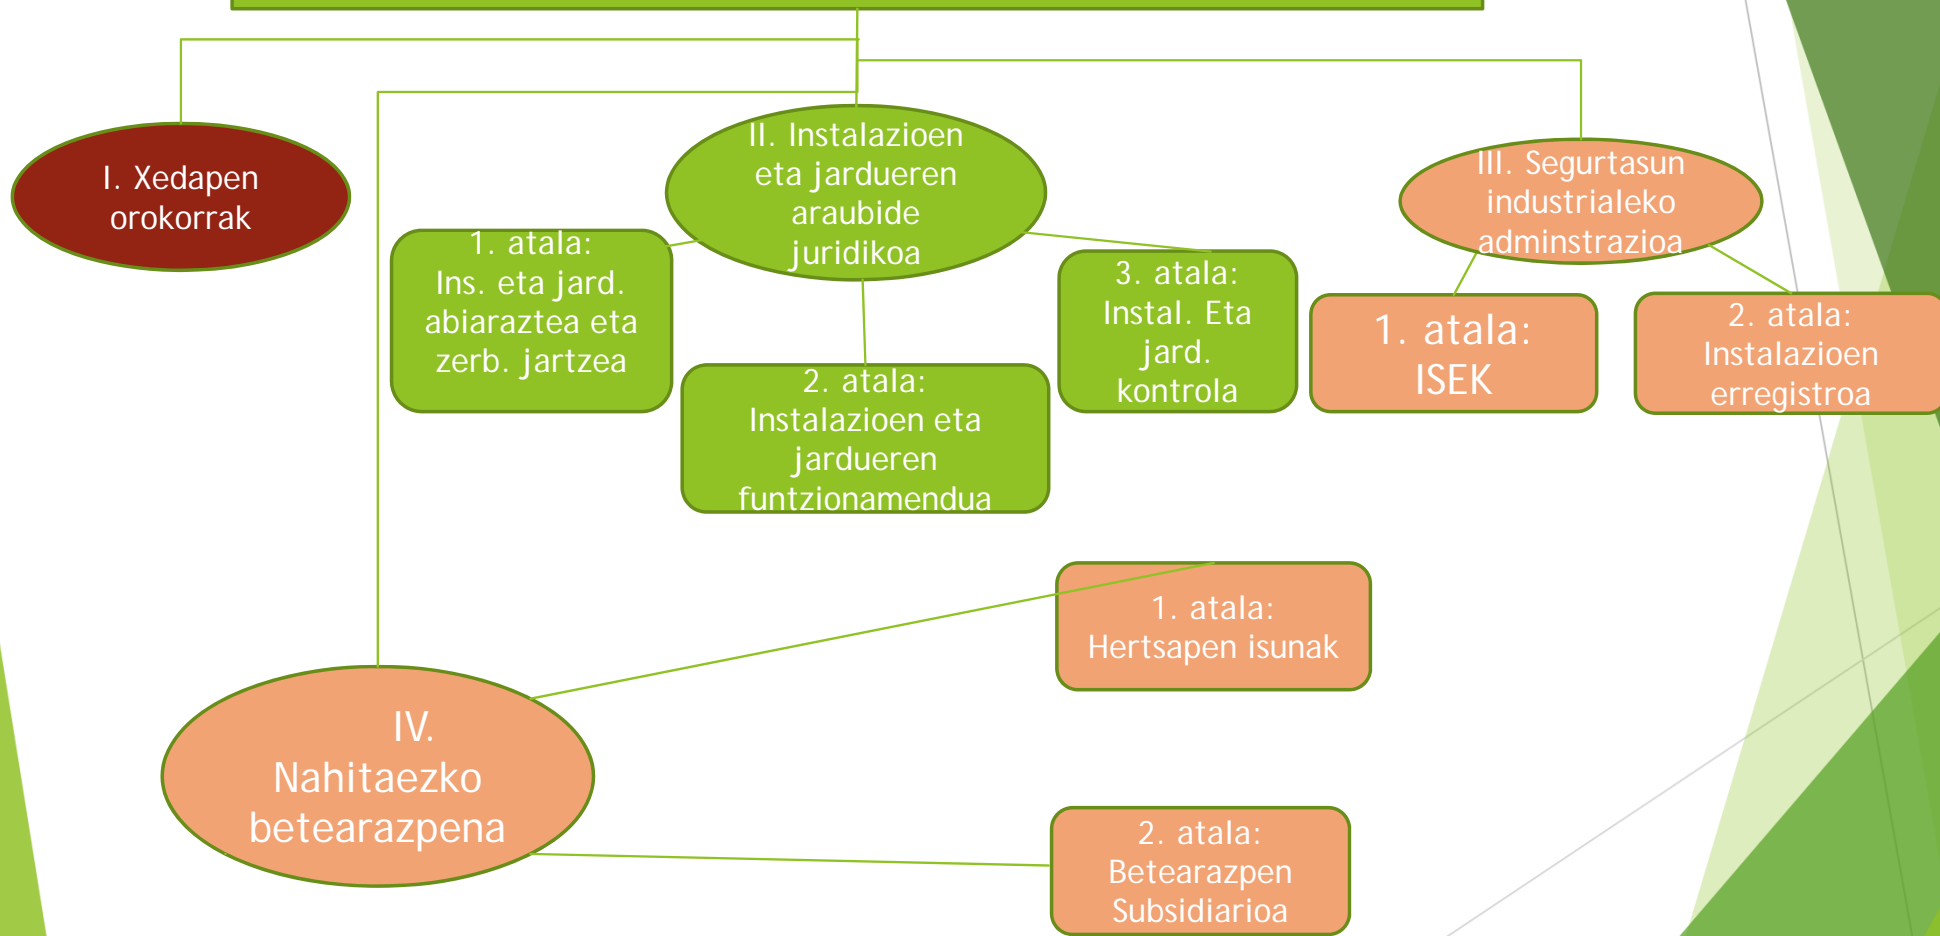 I. Xedapen
orokorrak
II. Instalazioen
eta jardueren
araubide
juridikoa
III. Segurtasun
industrialeko
adminstrazioa
1. atala:
Ins. eta jard.
abiaraztea eta
zerb. jartzea
2. atala:
Instalazioen eta
jardueren
funtzionamendua
3. atala:
Instal. Eta
jard.
kontrola
1. atala:
ISEK
2. atala:
Instalazioen
erregistroa
IV.
Nahitaezko
betearazpena
1. atala:
Hertsapen isunak
2. atala:
Betearazpen
Subsidiarioa